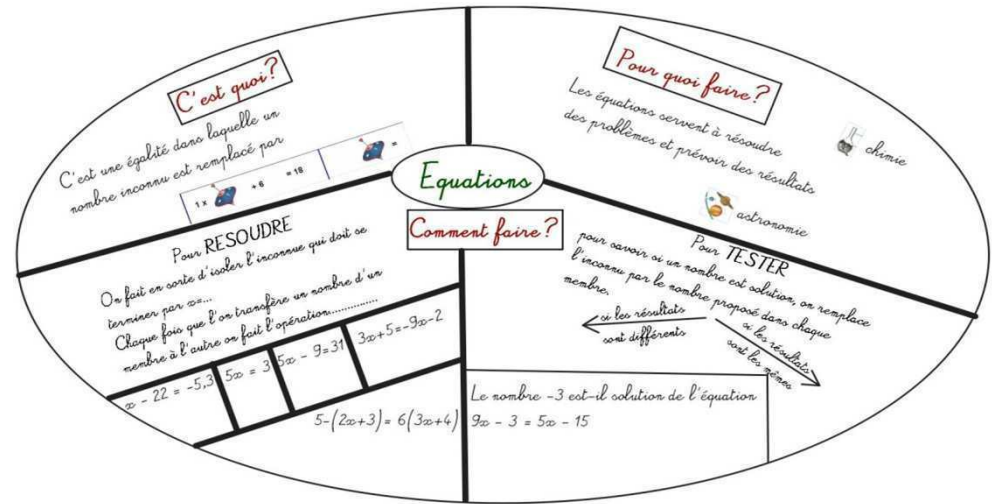 C'est quoi?
C'est une égalité dans laquelle un
nombre inconnu est remplacé par
1 x + 6 = 18
=
Pour quoi faire?
Les équations servent à résoudre
des problèmes et prévoir des résultats
chimie
astronomie
Equations
Comment faire?
Pour RESOUDRE
On fait en sorte d'isoler l'inconnue qui doit se
terminer par x=...
Chaque fois que l'on transfère un nombre d'un
membre à l'autre on fait l'opération...............
x - 22 = -5,3
5x = 3
5x - 9=31
3x+5=-9x-2
5-(2x+3)= 6(3x+4)
Pour TESTER
pour savoir si un nombre est solution, on remplace
l'inconnu par le nombre proposé dans chaque
membre.
si les résultats
sont différents
si les résultats
sont les mêmes
Le nombre -3 est-il solution de l'équation
9x - 3 = 5x - 15